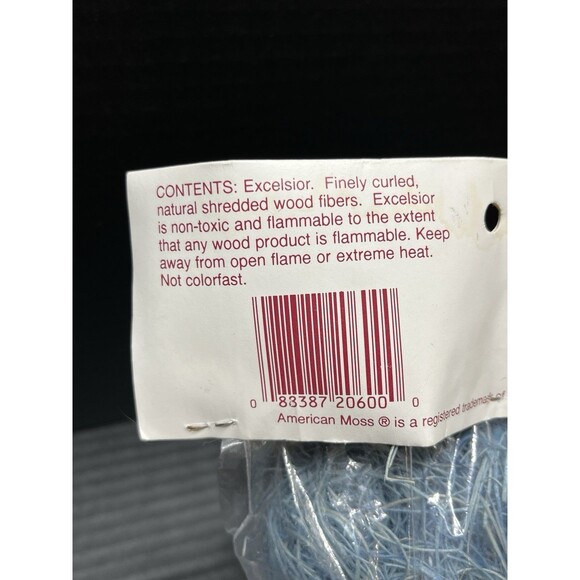 CONTENTS: Excelsior. Finely curled,
natural shredded wood fibers. Excelsior
is non-toxic and flammable to the extent
that any wood product is flammable. Keep
away from open flame or extreme heat.
Not colorfast.
0 83387 20600 0
American Moss ® is a registered trademark of